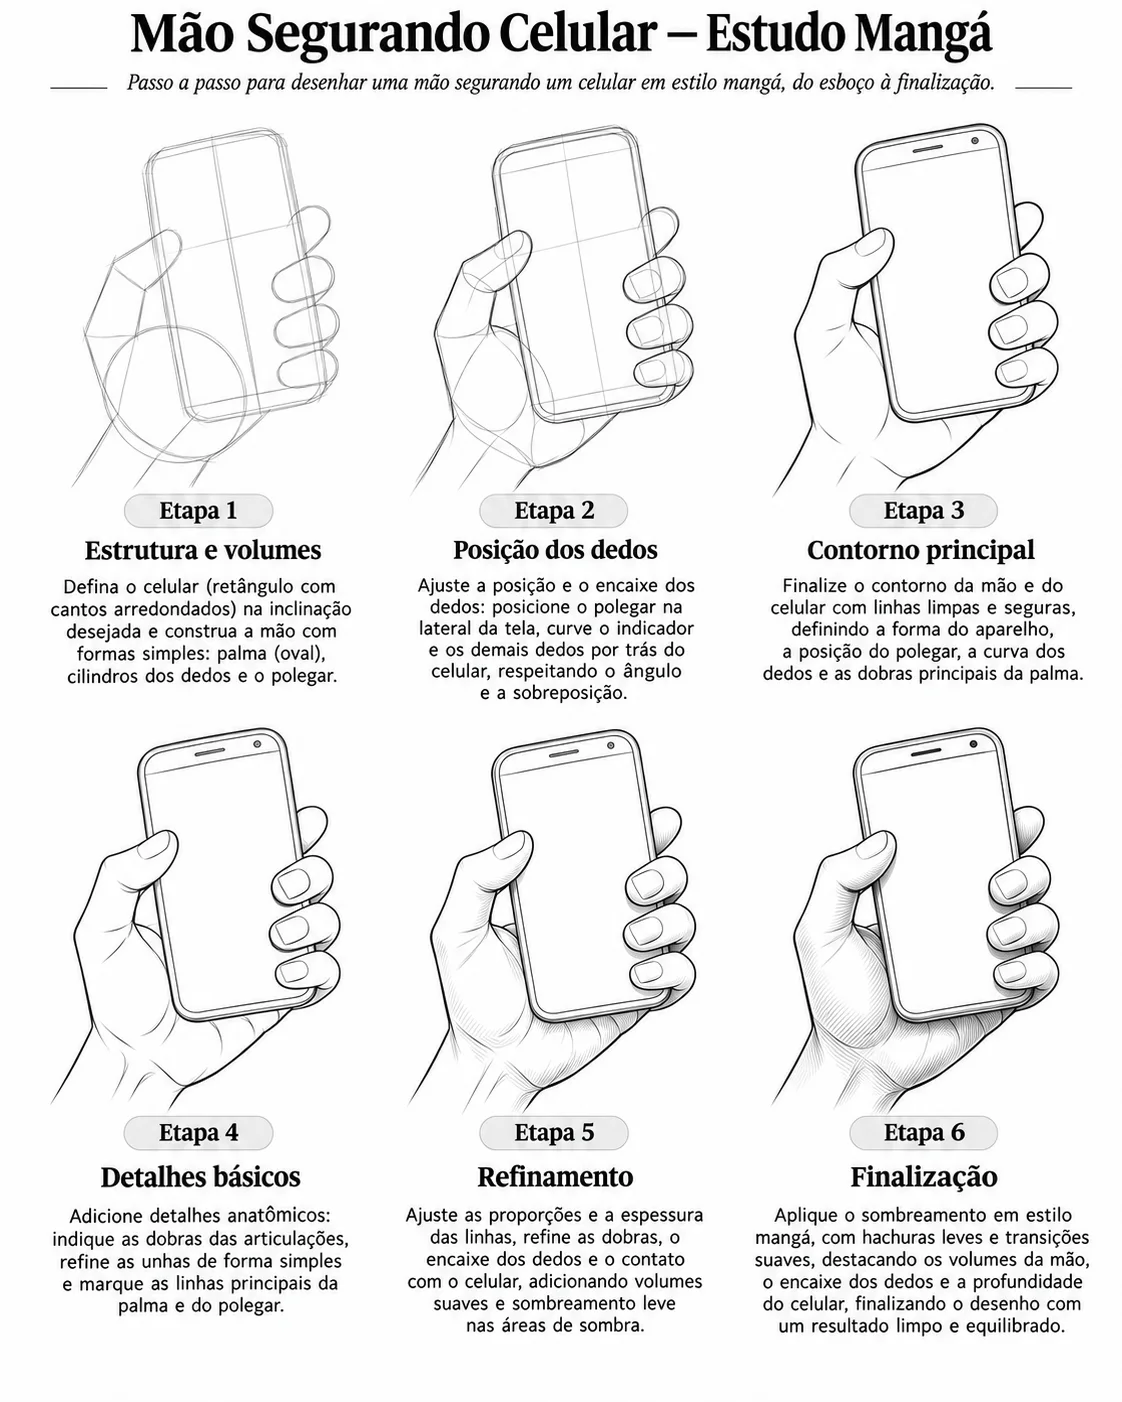 Mão Segurando Celular – Estudo Mangá
Passo a passo para desenhar uma mão segurando um celular em estilo mangá, do esboço à finalização.
Etapa 1
Estrutura e volumes
Defina o celular (retângulo com
cantos arredondados) na inclinação
desejada e construa a mão com
formas simples: palma (oval),
cilindros dos dedos e o polegar.
Etapa 2
Posição dos dedos
Ajuste a posição e o encaixe dos
dedos: posicione o polegar na
lateral da tela, curve o indicador
e os demais dedos por trás do
celular, respeitando o ângulo
e a sobreposição.
Etapa 3
Contorno principal
Finalize o contorno da mão e do
celular com linhas limpas e seguras,
definindo a forma do aparelho,
a posição do polegar, a curva dos
dedos e as dobras principais da palma.
Etapa 4
Detalhes básicos
Adicione detalhes anatômicos:
indique as dobras das articulações,
refine as unhas de forma simples
e marque as linhas principais da
palma e do polegar.
Etapa 5
Refinamento
Ajuste as proporções e a espessura
das linhas, refine as dobras, o
encaixe dos dedos e o contato
com o celular, adicionando volumes
suaves e sombreamento leve
nas áreas de sombra.
Etapa 6
Finalização
Aplique o sombreamento em estilo
mangá, com hachuras leves e transições
suaves, destacando os volumes da mão,
o encaixe dos dedos e a profundidade
do celular, finalizando o desenho com
um resultado limpo e equilibrado.